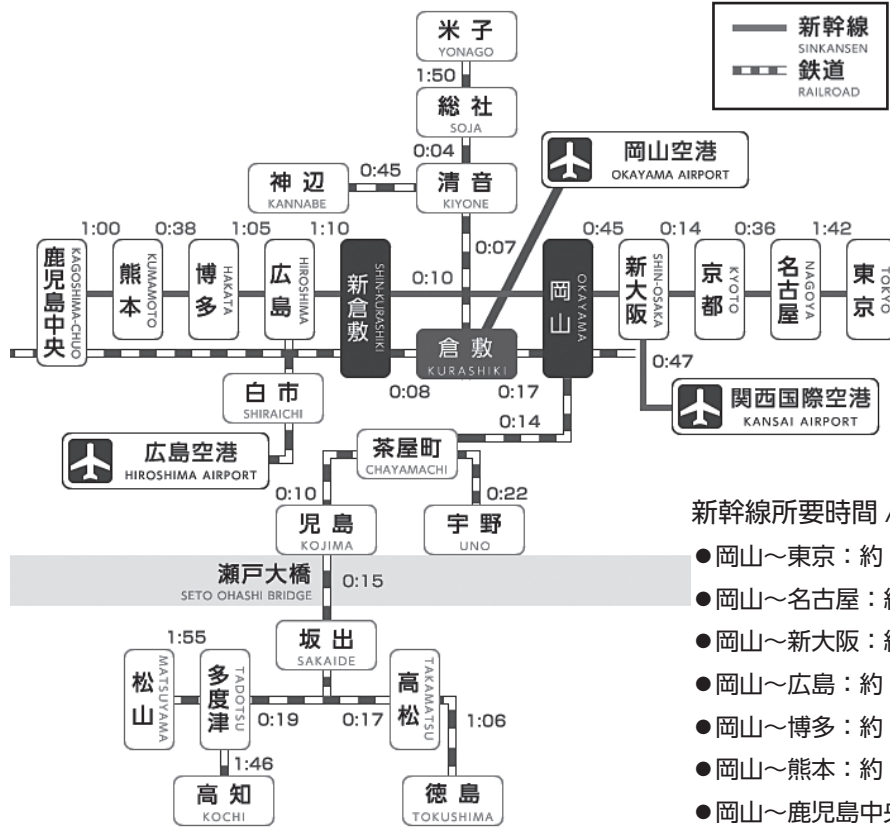 米子
YONAGO
新幹線
SINKANSEN
鉄道
RAILROAD
1:50
総社
SOJA
0:04
岡山空港
OKAYAMA AIRPORT
0:45
神辺
KANNABE
清音
KIYONE
1:00
0:38
1:05
1:10
0:07
0:45
0:14
0:36
1:42
鹿児島中央
KAGOSHIMA-CHUO
熊本
KUMAMOTO
博多
HAKATA
広島
HIROSHIMA
新倉敷
SHIN-KURASHIKI
0:10
岡山
OKAYAMA
新大阪
SHIN-OSAKA
京都
KYOTO
名古屋
NAGOYA
東京
TOKYO
倉敷
KURASHIKI
0:47
0:08
0:17
白市
SHIRAICHI
関西国際空港
KANSAI AIRPORT
0:14
広島空港
HIROSHIMA AIRPORT
茶屋町
CHAYAMACHI
0:10
0:22
児島
KOJIMA
宇野
UNO
新幹線所要時間
●岡山～東京：約
瀬戸大橋
SETO OHASHI BRIDGE
0:15
●岡山～名古屋：約
坂出
SAKAIDE
●岡山～新大阪：約
1:55
松山
MATSUYAMA
多度津
TADOTSU
高松
TAKAMATSU
●岡山～広島：約
0:19
0:17
1:06
●岡山～博多：約
1:46
●岡山～熊本：約
高知
KOCHI
徳島
TOKUSHIMA
●岡山～鹿児島中央